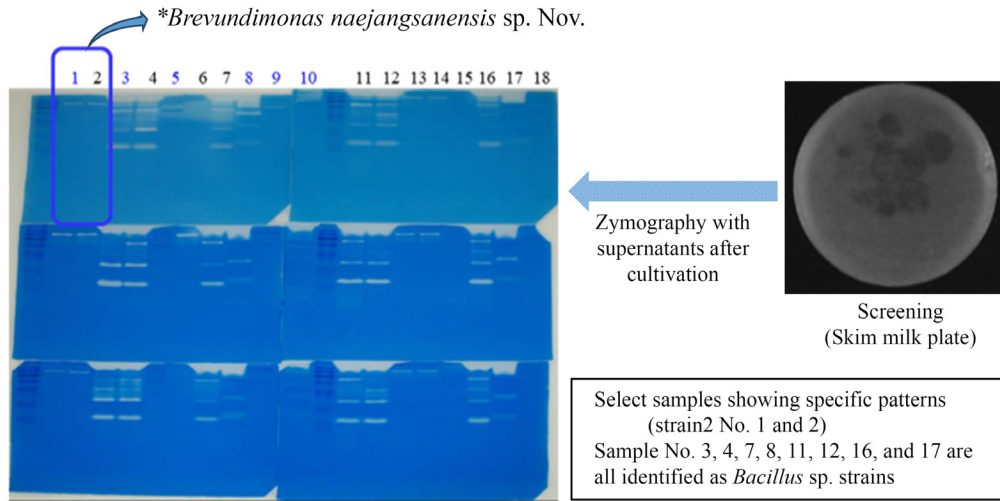 *Brevundimonas naejangsanensis sp. Nov.
1 2 3 4 5 6 7 8 9 10 11 12 13 14 15 16 17 18
Zymography with
supernatants after
cultivation
Screening
(Skim milk plate)
Select samples showing specific patterns
(strain2 No. 1 and 2)
Sample No. 3, 4, 7, 8, 11, 12, 16, and 17 are
all identified as Bacillus sp. strains